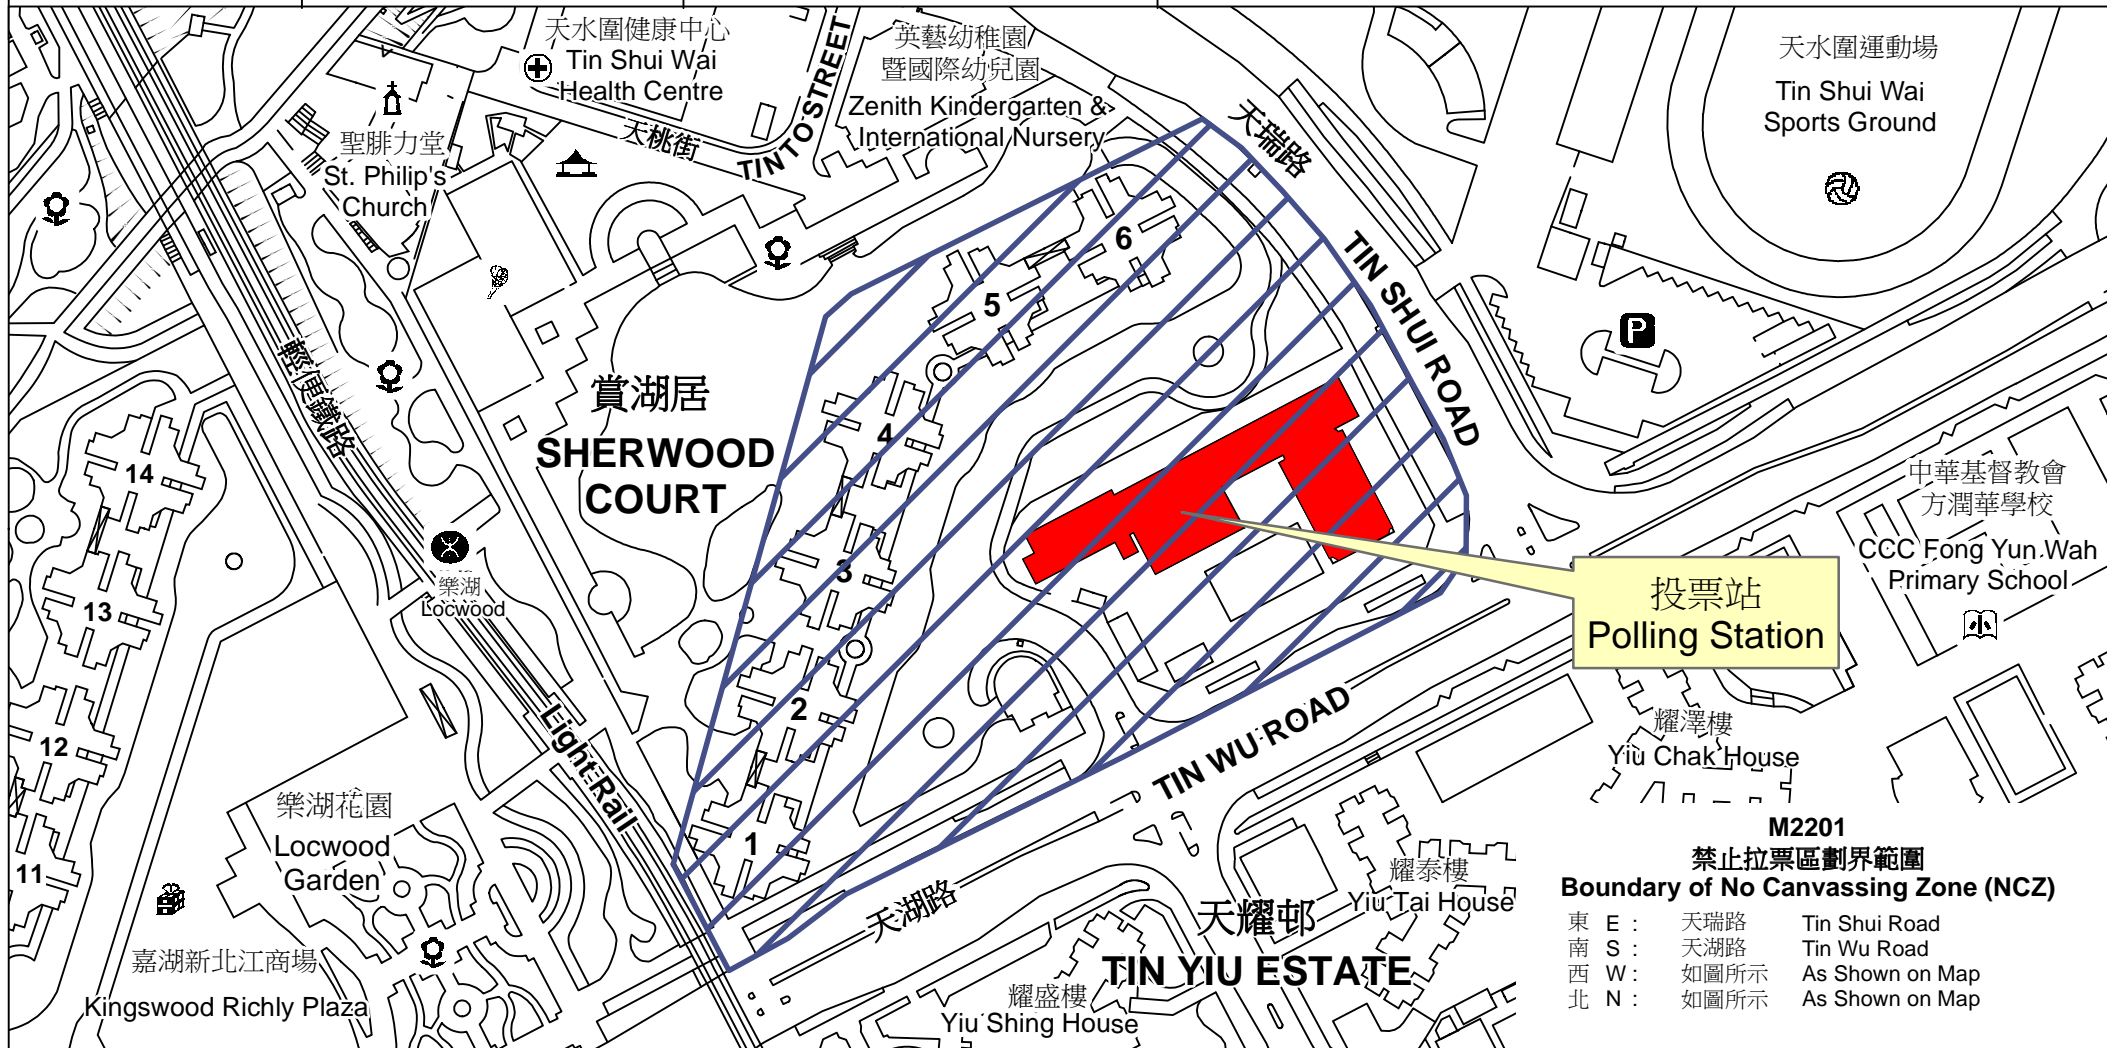 天水圍健康中心
Tin Shui Wai
Health Centre
英藝幼稚園
暨國際幼兒園
Zenith Kindergarten &
International Nursery
天水圍運動場
Tin Shui Wai
Sports Ground
聖腓力堂
St. Philip's
Church
天桃街
TIN TO STREET
天瑞路
TIN SHUI ROAD
6
5
4
3
2
1
輕便鐵路
Light Rail
賞湖居
SHERWOOD
COURT
P
14
13
12
11
樂湖
Locwood
中華基督教會
方潤華學校
CCC Fong Yun Wah
Primary School
投票站
Polling Station
耀澤樓
Yiu Chak House
天湖路
TIN WU ROAD
樂湖花園
Locwood
Garden
嘉湖新北江商場
Kingswood Richly Plaza
耀泰樓
Yiu Tai House
天耀邨
TIN YIU ESTATE
耀盛樓
Yiu Shing House
M2201
禁止拉票區劃界範圍
Boundary of No Canvassing Zone (NCZ)
東 E : 天瑞路 Tin Shui Road
南 S : 天湖路 Tin Wu Road
西 W : 如圖所示 As Shown on Map
北 N : 如圖所示 As Shown on Map